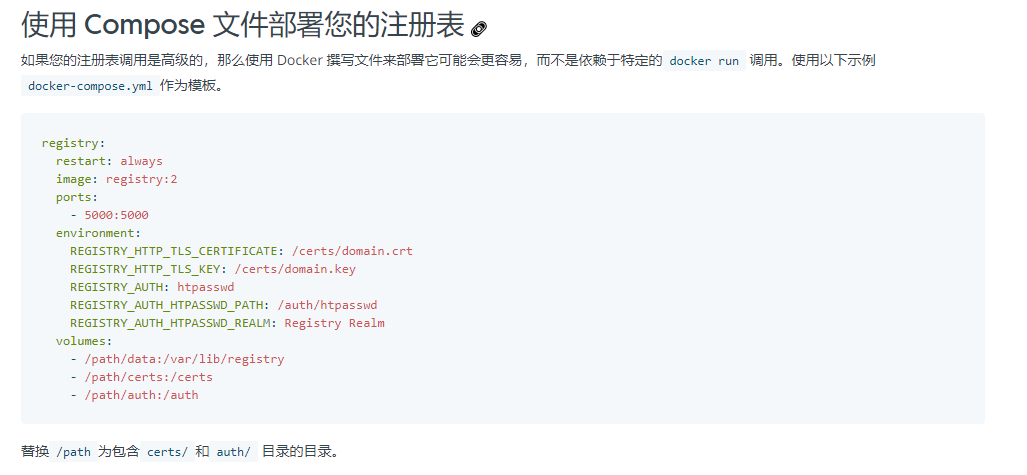 使用 Compose 文件部署您的注册表
如果您的注册表调用是高级的，那么使用 Docker 撰写文件来部署它可能会更容易，而不是依赖于特定的 docker run 调用。使用以下示例
docker-compose.yml 作为模板。
registry:
  restart: always
  image: registry:2
  ports:
    - 5000:5000
  environment:
    REGISTRY_HTTP_TLS_CERTIFICATE: /certs/domain.crt
    REGISTRY_HTTP_TLS_KEY: /certs/domain.key
    REGISTRY_AUTH: htpasswd
    REGISTRY_AUTH_HTPASSWD_PATH: /auth/htpasswd
    REGISTRY_AUTH_HTPASSWD_REALM: Registry Realm
  volumes:
    - /path/data:/var/lib/registry
    - /path/certs:/certs
    - /path/auth:/auth
替换 /path 为包含 certs/ 和 auth/ 目录的目录。